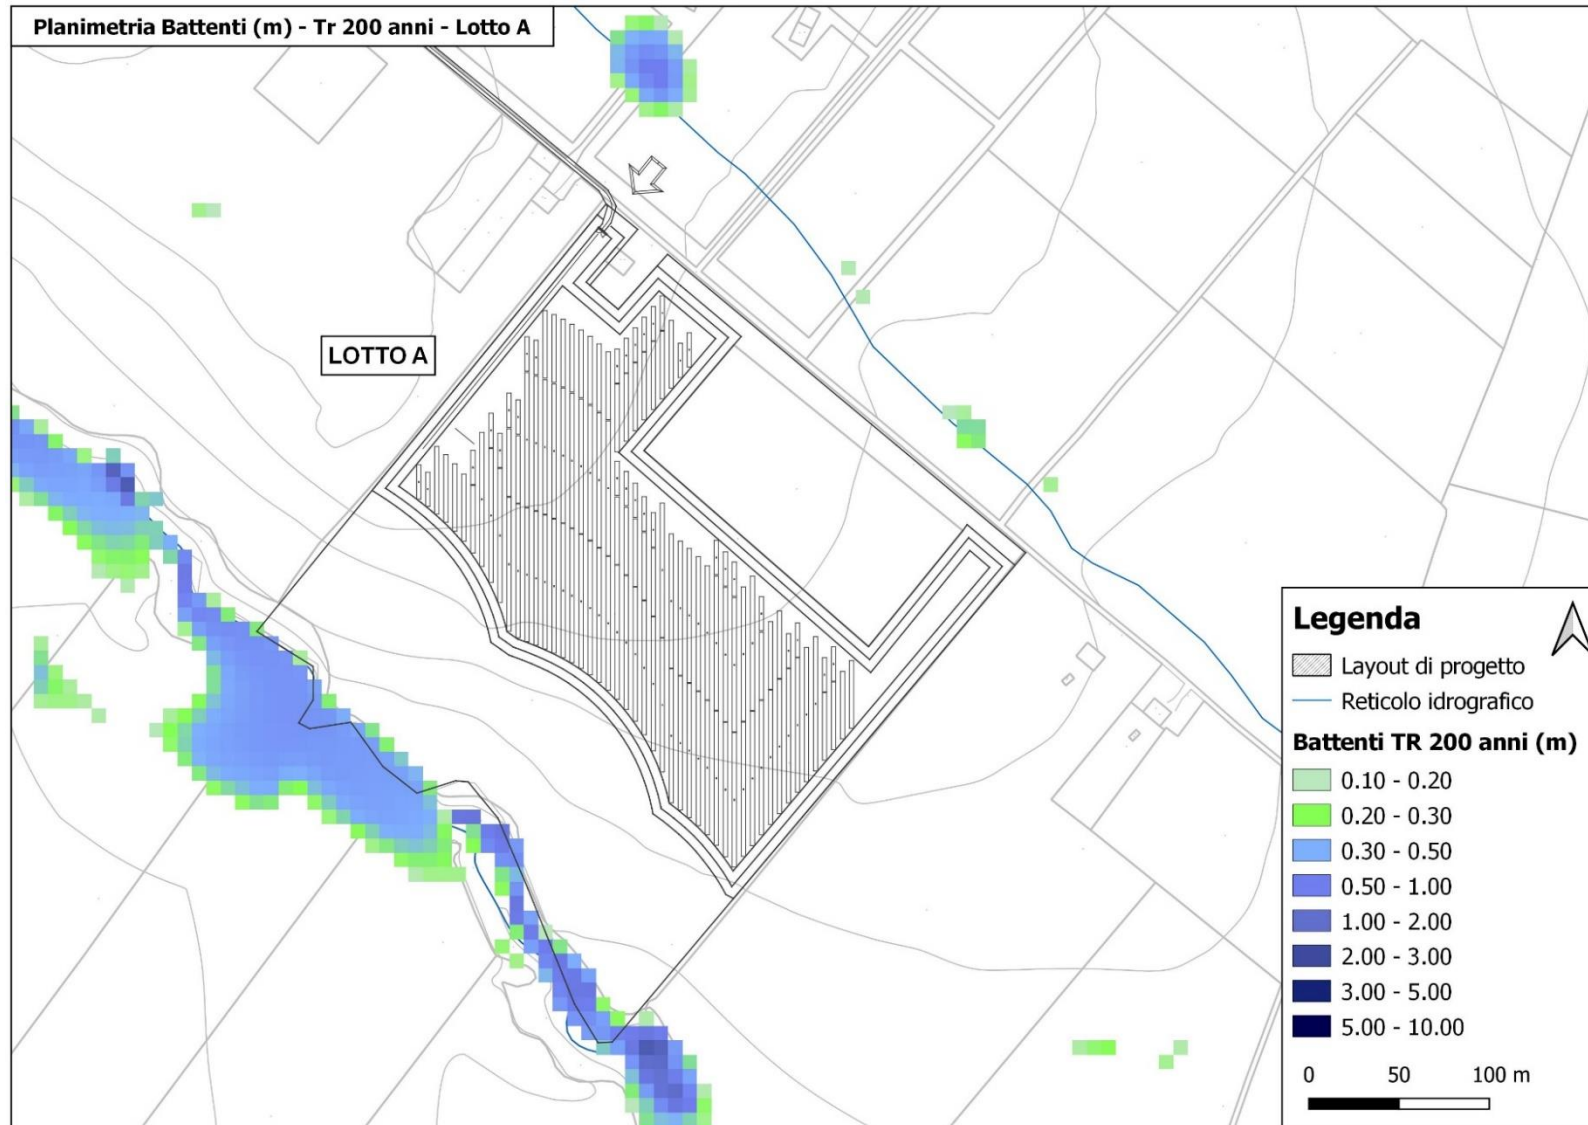 Planimetria Battenti (m) - Tr 200 anni - Lotto A
LOTTO A
Legenda
Layout di progetto
Reticolo idrografico
Battenti TR 200 anni (m)
0.10 - 0.20
0.20 - 0.30
0.30 - 0.50
0.50 - 1.00
1.00 - 2.00
2.00 - 3.00
3.00 - 5.00
5.00 - 10.00
0 50 100 m